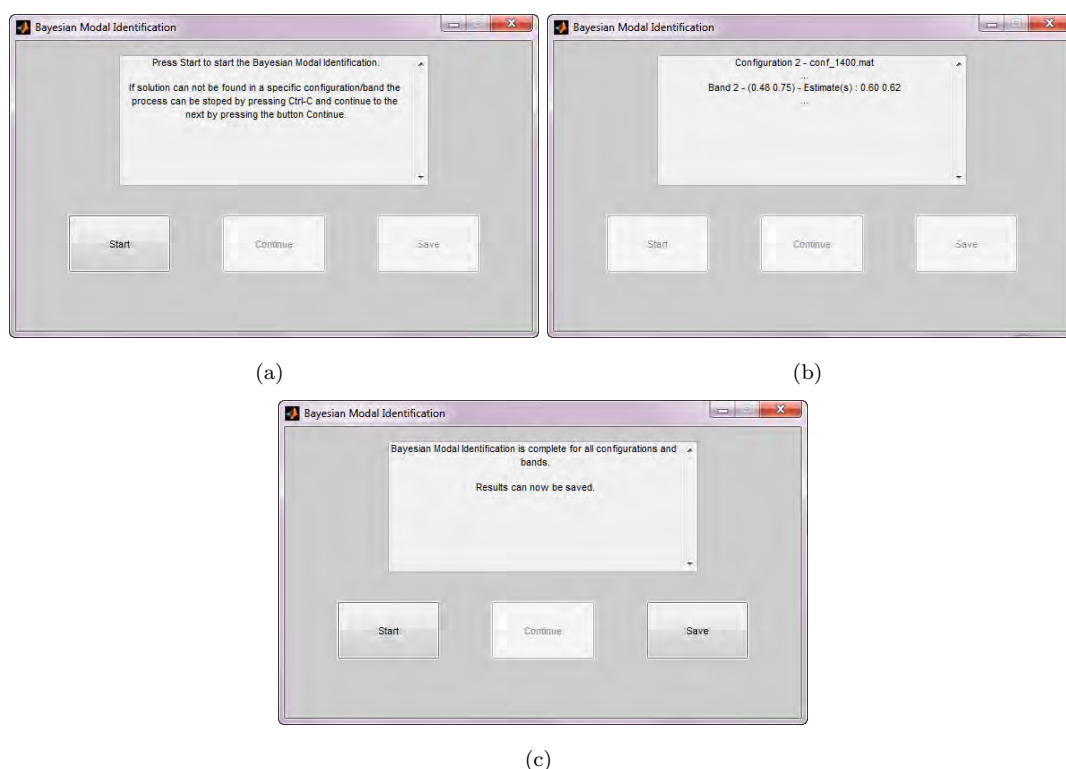 Bayesian Modal Identification
Press Start to start the Bayesian Modal Identification.
If solution can not be found in a specific configuration/band the
process can be stoped by pressing Ctrl-C and continue to the
next by pressing the button Continue.
Start
Continue
Save
(a)
Bayesian Modal Identification
Configuration 2 - conf_1400.mat
...
Band 2 - (0.48 0.75) - Estimate(s) : 0.60 0.62
...
Start
Continue
Save
(b)
Bayesian Modal Identification
Bayesian Modal Identification is complete for all configurations and
bands.
Results can now be saved.
Start
Continue
Save
(c)